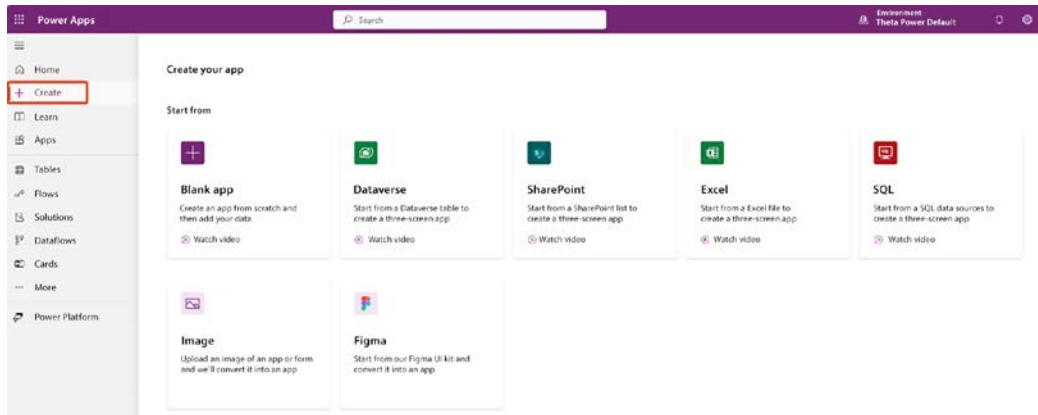 Power Apps
Search
Environment
Theta Power Default
Home
Create
Learn
Apps
Tables
Flows
Solutions
Dataflows
Cards
More
Power Platform
Create your app
Start from
Blank app
Create an app from scratch and
then add your data
Watch video
Dataverse
Start from a Dataverse table to
create a three-screen app
Watch video
SharePoint
Start from a SharePoint list to
create a three-screen app
Watch video
Excel
Start from a Excel file to
create a three-screen app
Watch video
SQL
Start from a SQL data sources to
create a three-screen app
Watch video
Image
Upload an image of an app or form
and we'll convert it into an app
Figma
Start from our Figma UI kit and
convert it into an app